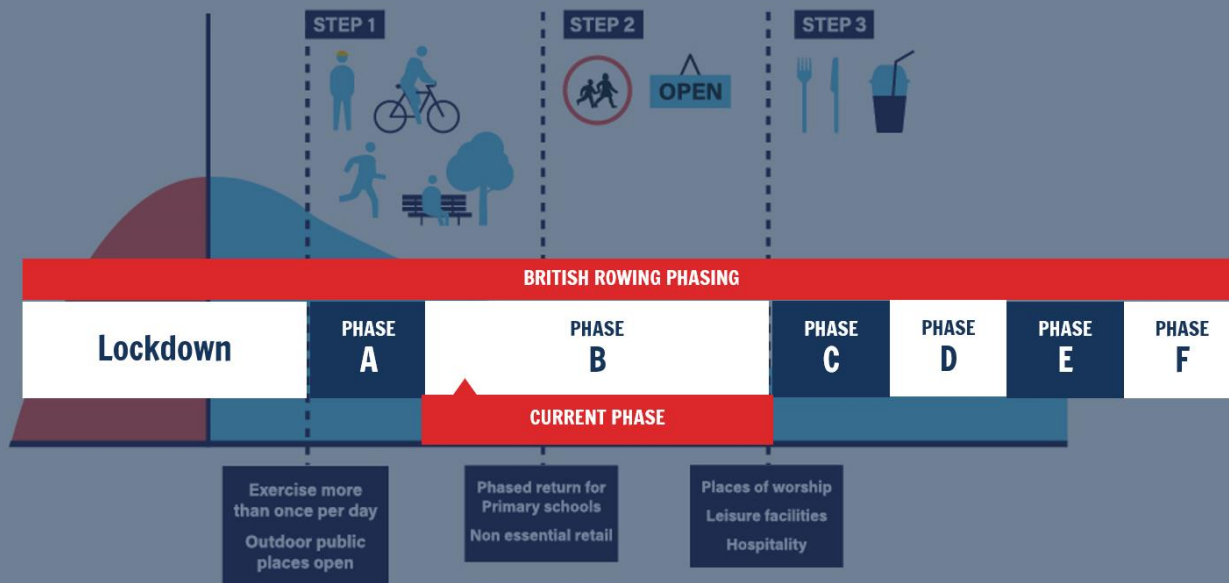 STEP 1
STEP 2
STEP 3
OPEN
BRITISH ROWING PHASING
Lockdown
PHASE
A
PHASE
B
PHASE
C
PHASE
D
PHASE
E
PHASE
F
CURRENT PHASE
Exercise more
than once per day
Outdoor public
places open
Phased return for
Primary schools
Non essential retail
Places of worship
Leisure facilities
Hospitality